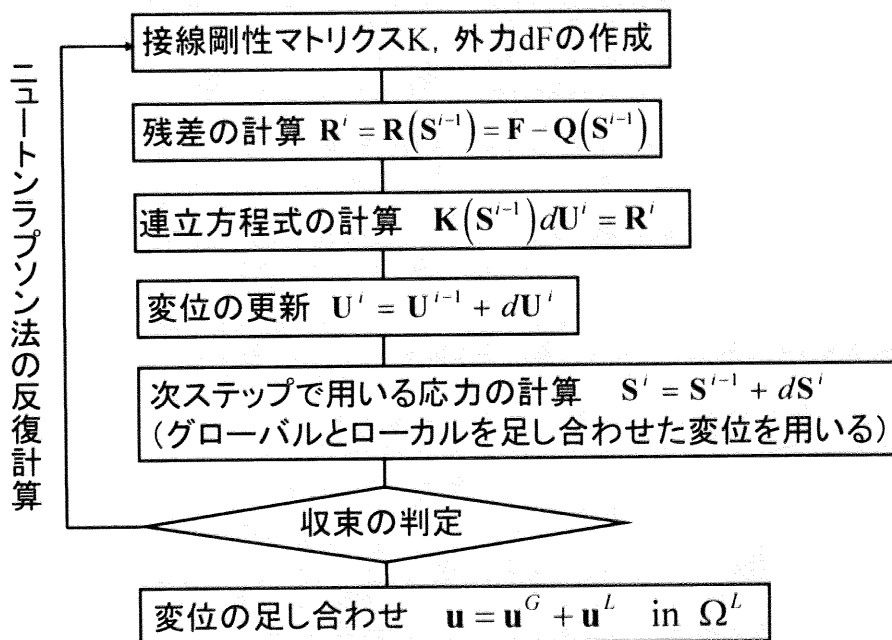 ニュートンラプソン法の反復計算
接線剛性マトリクスK, 外力dFの作成
残差の計算 R^i = R(S^{i-1}) = F − Q(S^{i-1})
連立方程式の計算 K(S^{i-1})dU^i = R^i
変位の更新 U^i = U^{i-1} + dU^i
次ステップで用いる応力の計算 S^i = S^{i-1} + dS^i
(グローバルとローカルを足し合わせた変位を用いる)
収束の判定
変位の足し合わせ u = u^G + u^L in Ω^L